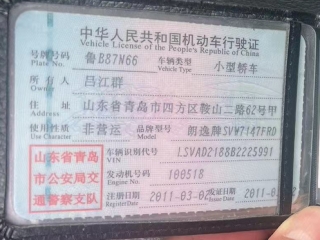 中华人民共和国机动车行驶证
Vehicle License of the People's Republic of China
号牌号码 鲁B87N66 车辆类型 小型轿车
Plate No. Vehicle Type
所有人 吕江群
Owner
住址 山东省青岛市四方区鞍山二路62号甲
Address
使用性质 非营运 品牌型号 朗逸牌SVW7147FRD
车辆识别代号 LSVAD2188B2225991
VIN
山东省青岛
市公安局交
通警察支队
发动机号码 100518
Engine No.
注册日期 2011-03-02 发证日期 2011-0
Register Date Issue Date